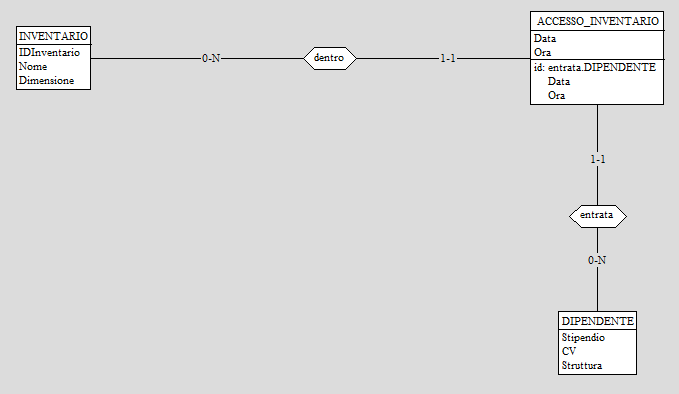 INVENTARIO
IDInventario
Nome
Dimensione
0-N
dentro
1-1
ACCESSO_INVENTARIO
Data
Ora
id: entrata.DIPENDENTE
Data
Ora
1-1
entrata
0-N
DIPENDENTE
Stipendio
CV
Struttura